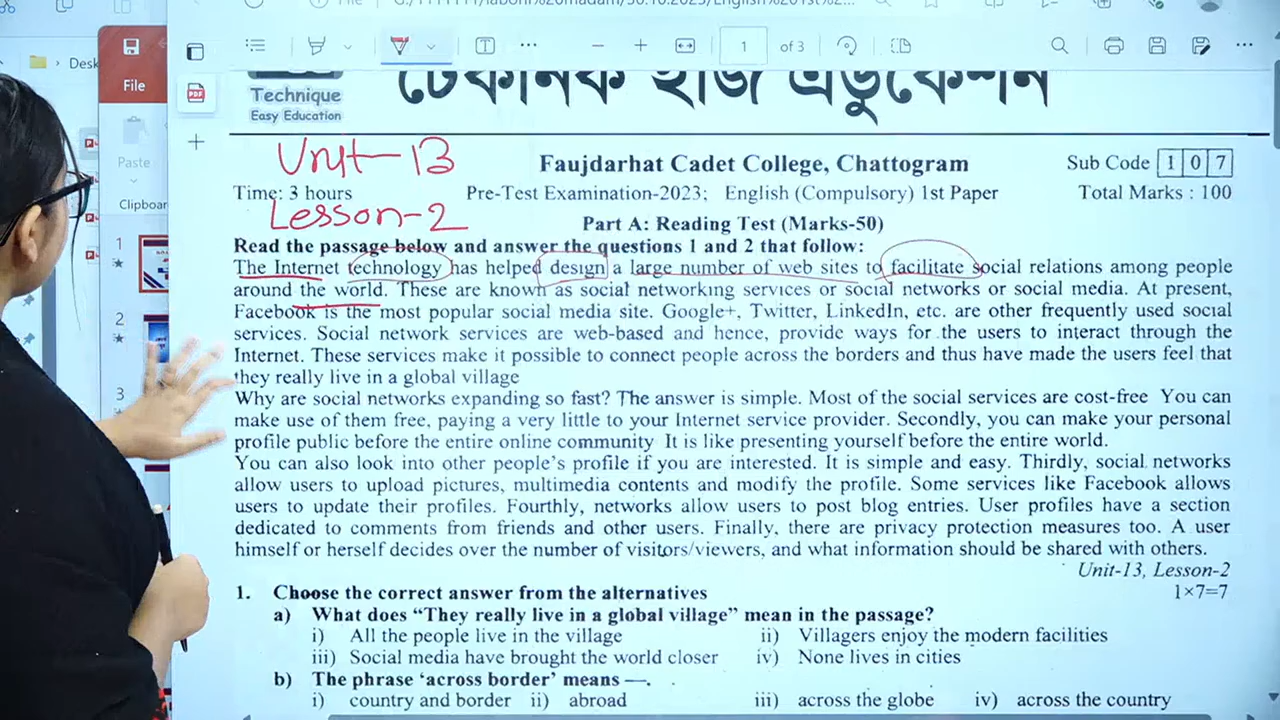 File
Desk
1 of 3
File
Paste
Clipboar
1
2
3
Technique
Easy Education
টেকনিক ইজি এডুকেশন
Unit-13
Faujdarhat Cadet College, Chattogram
Sub Code 1 0 7
Time: 3 hours
Pre-Test Examination-2023; English (Compulsory) 1st Paper
Total Marks : 100
Lesson-2
Part A: Reading Test (Marks-50)
Read the passage below and answer the questions 1 and 2 that follow:
The Internet technology has helped design a large number of web sites to facilitate social relations among people
around the world. These are known as social networking services or social networks or social media. At present,
Facebook is the most popular social media site. Google+, Twitter, LinkedIn, etc. are other frequently used social
services. Social network services are web-based and hence, provide ways for the users to interact through the
Internet. These services make it possible to connect people across the borders and thus have made the users feel that
they really live in a global village
Why are social networks expanding so fast? The answer is simple. Most of the social services are cost-free You can
make use of them free, paying a very little to your Internet service provider. Secondly, you can make your personal
profile public before the entire online community It is like presenting yourself before the entire world.
You can also look into other people's profile if you are interested. It is simple and easy. Thirdly, social networks
allow users to upload pictures, multimedia contents and modify the profile. Some services like Facebook allows
users to update their profiles. Fourthly, networks allow users to post blog entries. User profiles have a section
dedicated to comments from friends and other users. Finally, there are privacy protection measures too. A user
himself or herself decides over the number of visitors/viewers, and what information should be shared with others.
Unit-13, Lesson-2
1. Choose the correct answer from the alternatives 1×7=7
a) What does “They really live in a global village” mean in the passage?
i) All the people live in the village ii) Villagers enjoy the modern facilities
iii) Social media have brought the world closer iv) None lives in cities
b) The phrase ‘across border’ means —.
i) country and border ii) abroad iii) across the globe iv) across the country